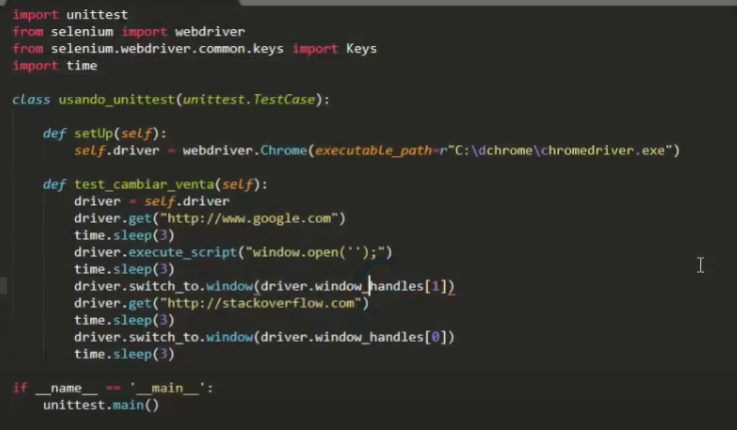 import unittest
from selenium import webdriver
from selenium.webdriver.common.keys import Keys
import time
class usando_unittest(unittest.TestCase):
def setUp(self):
self.driver = webdriver.Chrome(executable_path=r"C:\dchrome\chromedriver.exe")
def test_cambiar_venta(self):
driver = self.driver
driver.get("http://www.google.com")
time.sleep(3)
driver.execute_script("window.open('');")
time.sleep(3)
driver.switch_to.window(driver.window_handles[1])
driver.get("http://stackoverflow.com")
time.sleep(3)
driver.switch_to.window(driver.window_handles[0])
time.sleep(3)
if __name__ == '__main__':
unittest.main()